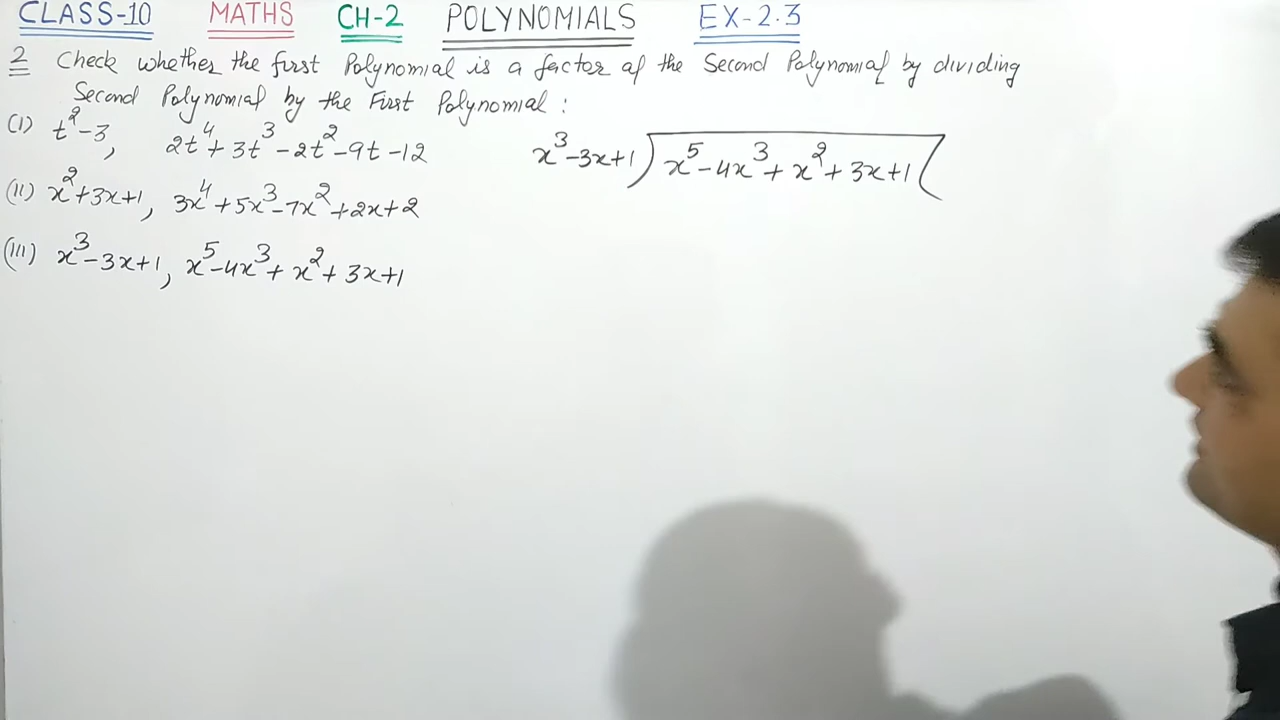 CLASS-10 MATHS CH-2 POLYNOMIALS EX-2.3
2 Check whether the first Polynomial is a factor of the Second Polynomial by dividing
Second Polynomial by the First Polynomial :
(I) t²-3, 2t⁴+3t³-2t²-9t-12
(II) x²+3x+1, 3x⁴+5x³-7x²+2x+2
(III) x³-3x+1, x⁵-4x³+x²+3x+1
x³-3x+1) x⁵-4x³+x²+3x+1(